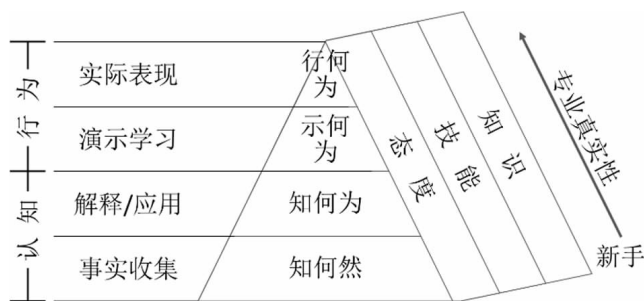 行为
认知
实际表现
演示学习
解释/应用
事实收集
行何
为
示何
为
知何为
知何然
态度
技能
知识
专业真实性
新手